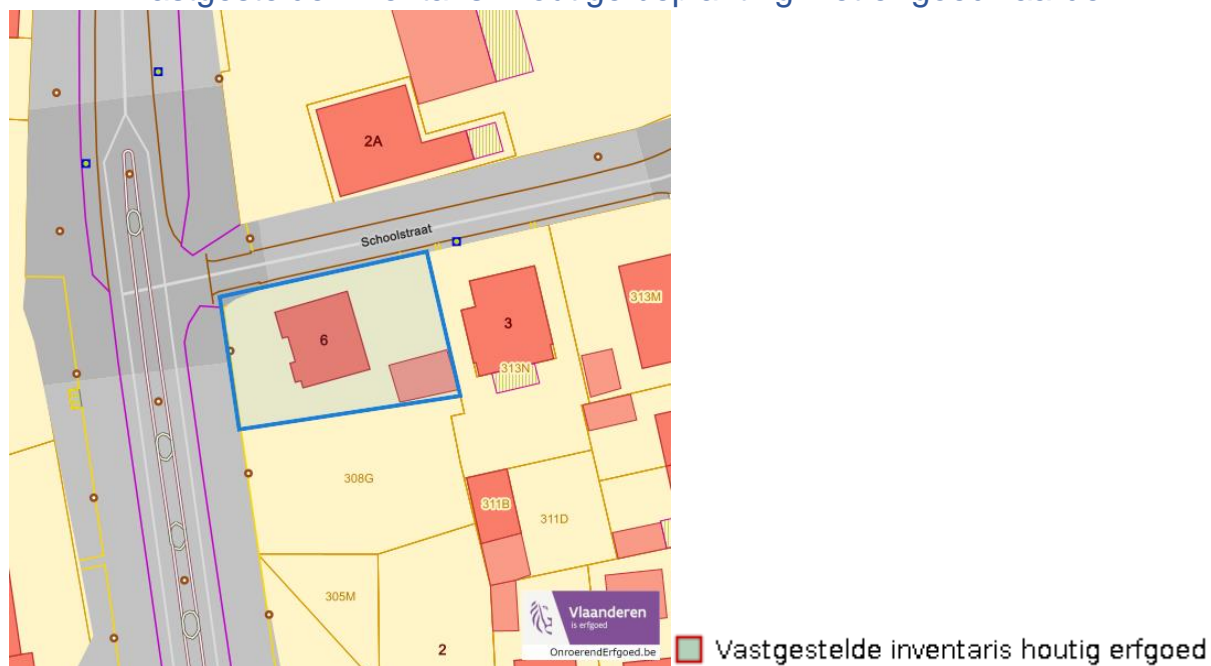 2A
Schoolstraat
313M
6
3
313N
308G
311B
311D
305M
2
Vlaanderen
is erfgoed
OnroerendErfgoed.be
Vastgestelde inventaris houtig erfgoed